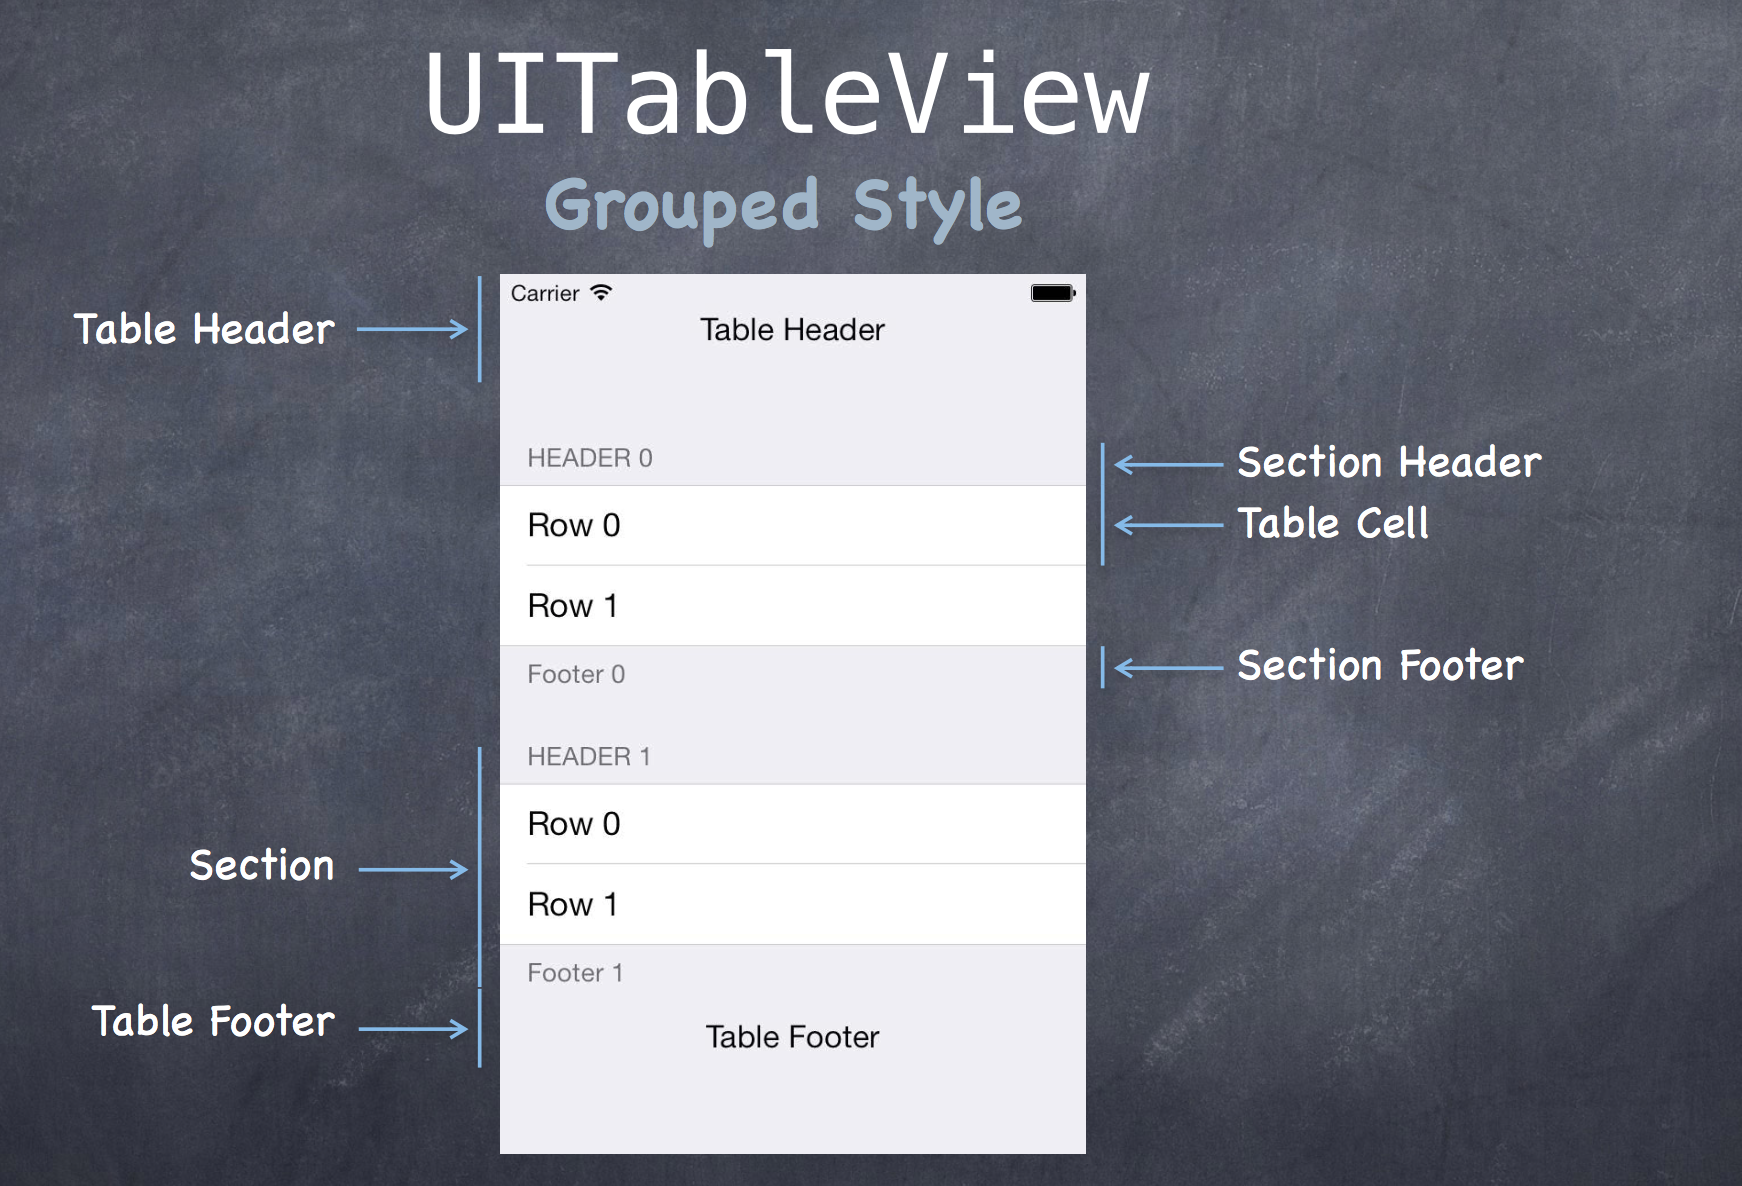 UITableView
Grouped Style
Carrier
Table Header
Table Header
HEADER 0
Section Header
Row 0
Table Cell
Row 1
Footer 0
Section Footer
HEADER 1
Row 0
Section
Row 1
Footer 1
Table Footer
Table Footer